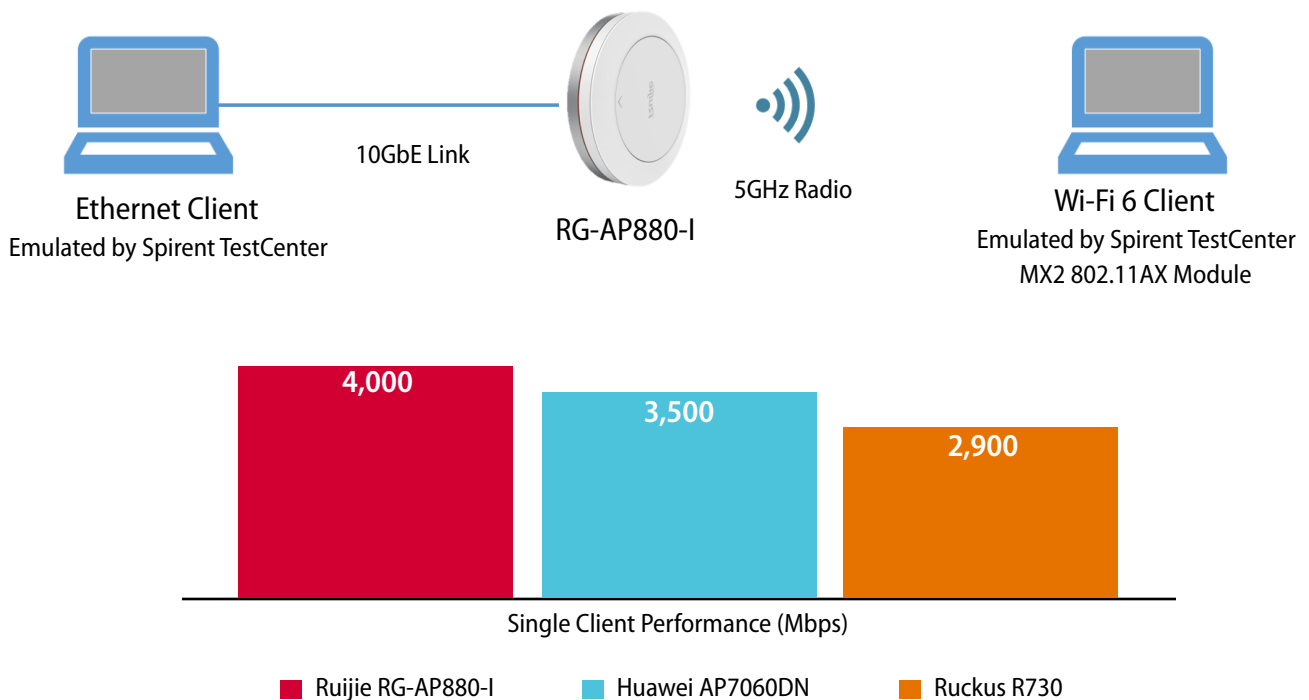 10GbE Link
5GHz Radio
Ethernet Client
Emulated by Spirent TestCenter
RG-AP880-I
Wi-Fi 6 Client
Emulated by Spirent TestCenter
MX2 802.11AX Module
4,000
3,500
2,900
Single Client Performance (Mbps)
Ruijie RG-AP880-I
Huawei AP7060DN
Ruckus R730